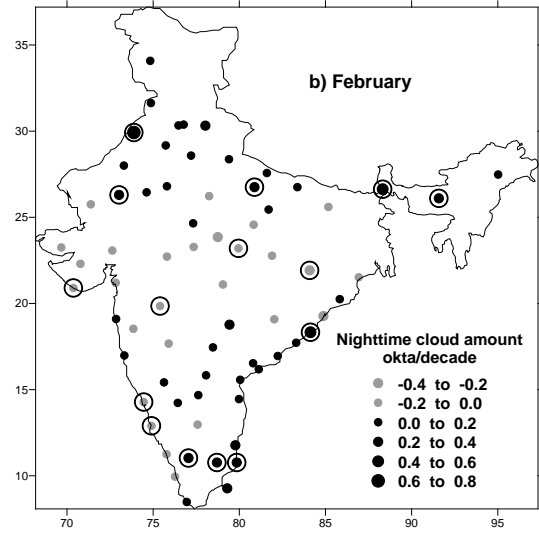 35
b) February
30
25
20
Nighttime cloud amount
okta/decade
-0.4 to -0.2
-0.2 to 0.0
15
0.0 to 0.2
0.2 to 0.4
0.4 to 0.6
10
0.6 to 0.8
70 75 80 85 90 95